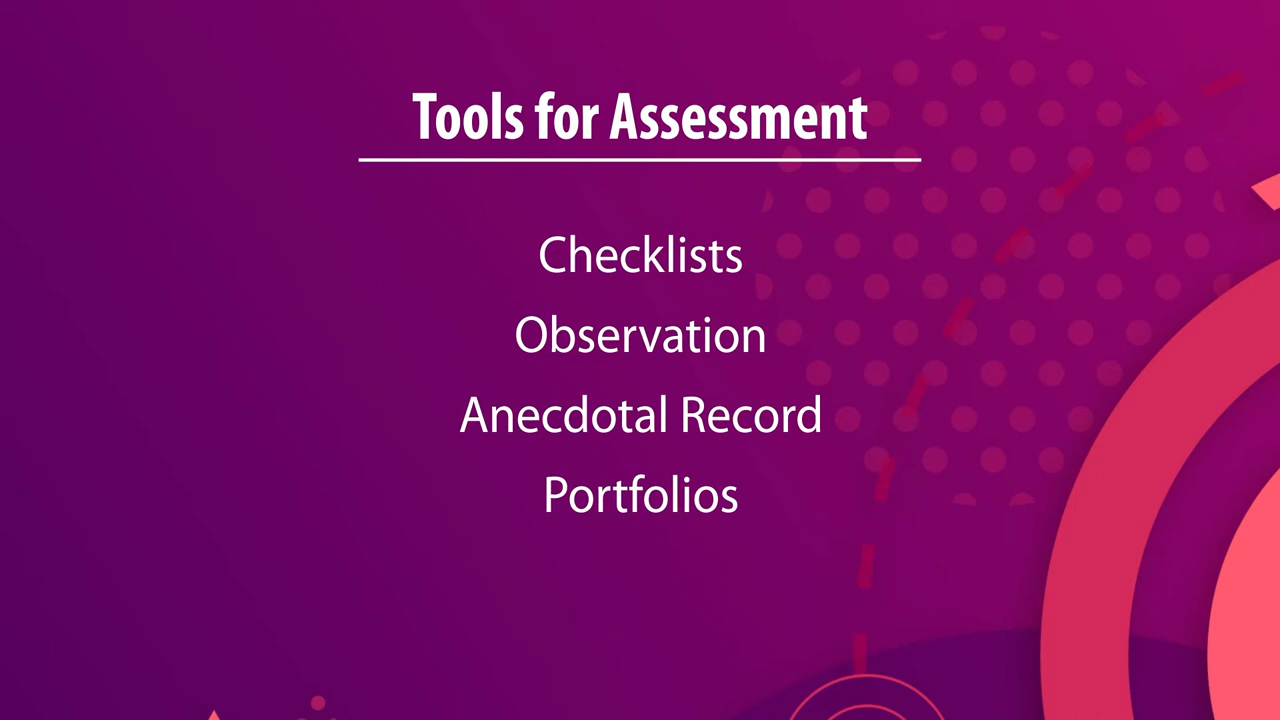 Tools for Assessment
Checklists
Observation
Anecdotal Record
Portfolios